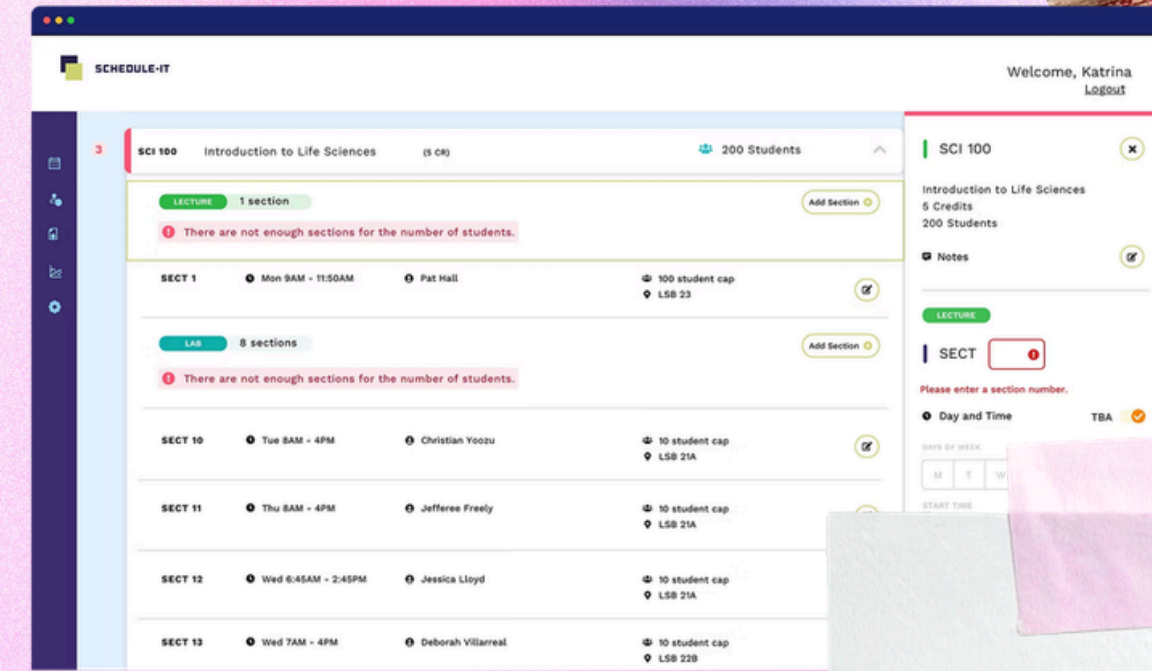 SCHEDULE-IT
Welcome, Katrina
Logout
3
SCI 100 Introduction to Life Sciences (5 CR) 200 Students
LECTURE 1 section Add Section
There are not enough sections for the number of students.
SECT 1 Mon 9AM - 11:50AM Pat Hall 100 student cap
LSB 23
LAB 8 sections Add Section
There are not enough sections for the number of students.
SECT 10 Tue 8AM - 4PM Christian Yoozu 10 student cap
LSB 21A
SECT 11 Thu 8AM - 4PM Jefferee Freely 10 student cap
LSB 21A
SECT 12 Wed 6:45AM - 2:45PM Jessica Lloyd 10 student cap
LSB 21A
SECT 13 Wed 7AM - 4PM Deborah Villarreal 10 student cap
LSB 22B
SCI 100
Introduction to Life Sciences
5 Credits
200 Students
Notes
LECTURE
SECT
Please enter a section number.
Day and Time TBA
DAYS OF WEEK
M T W
START TIME